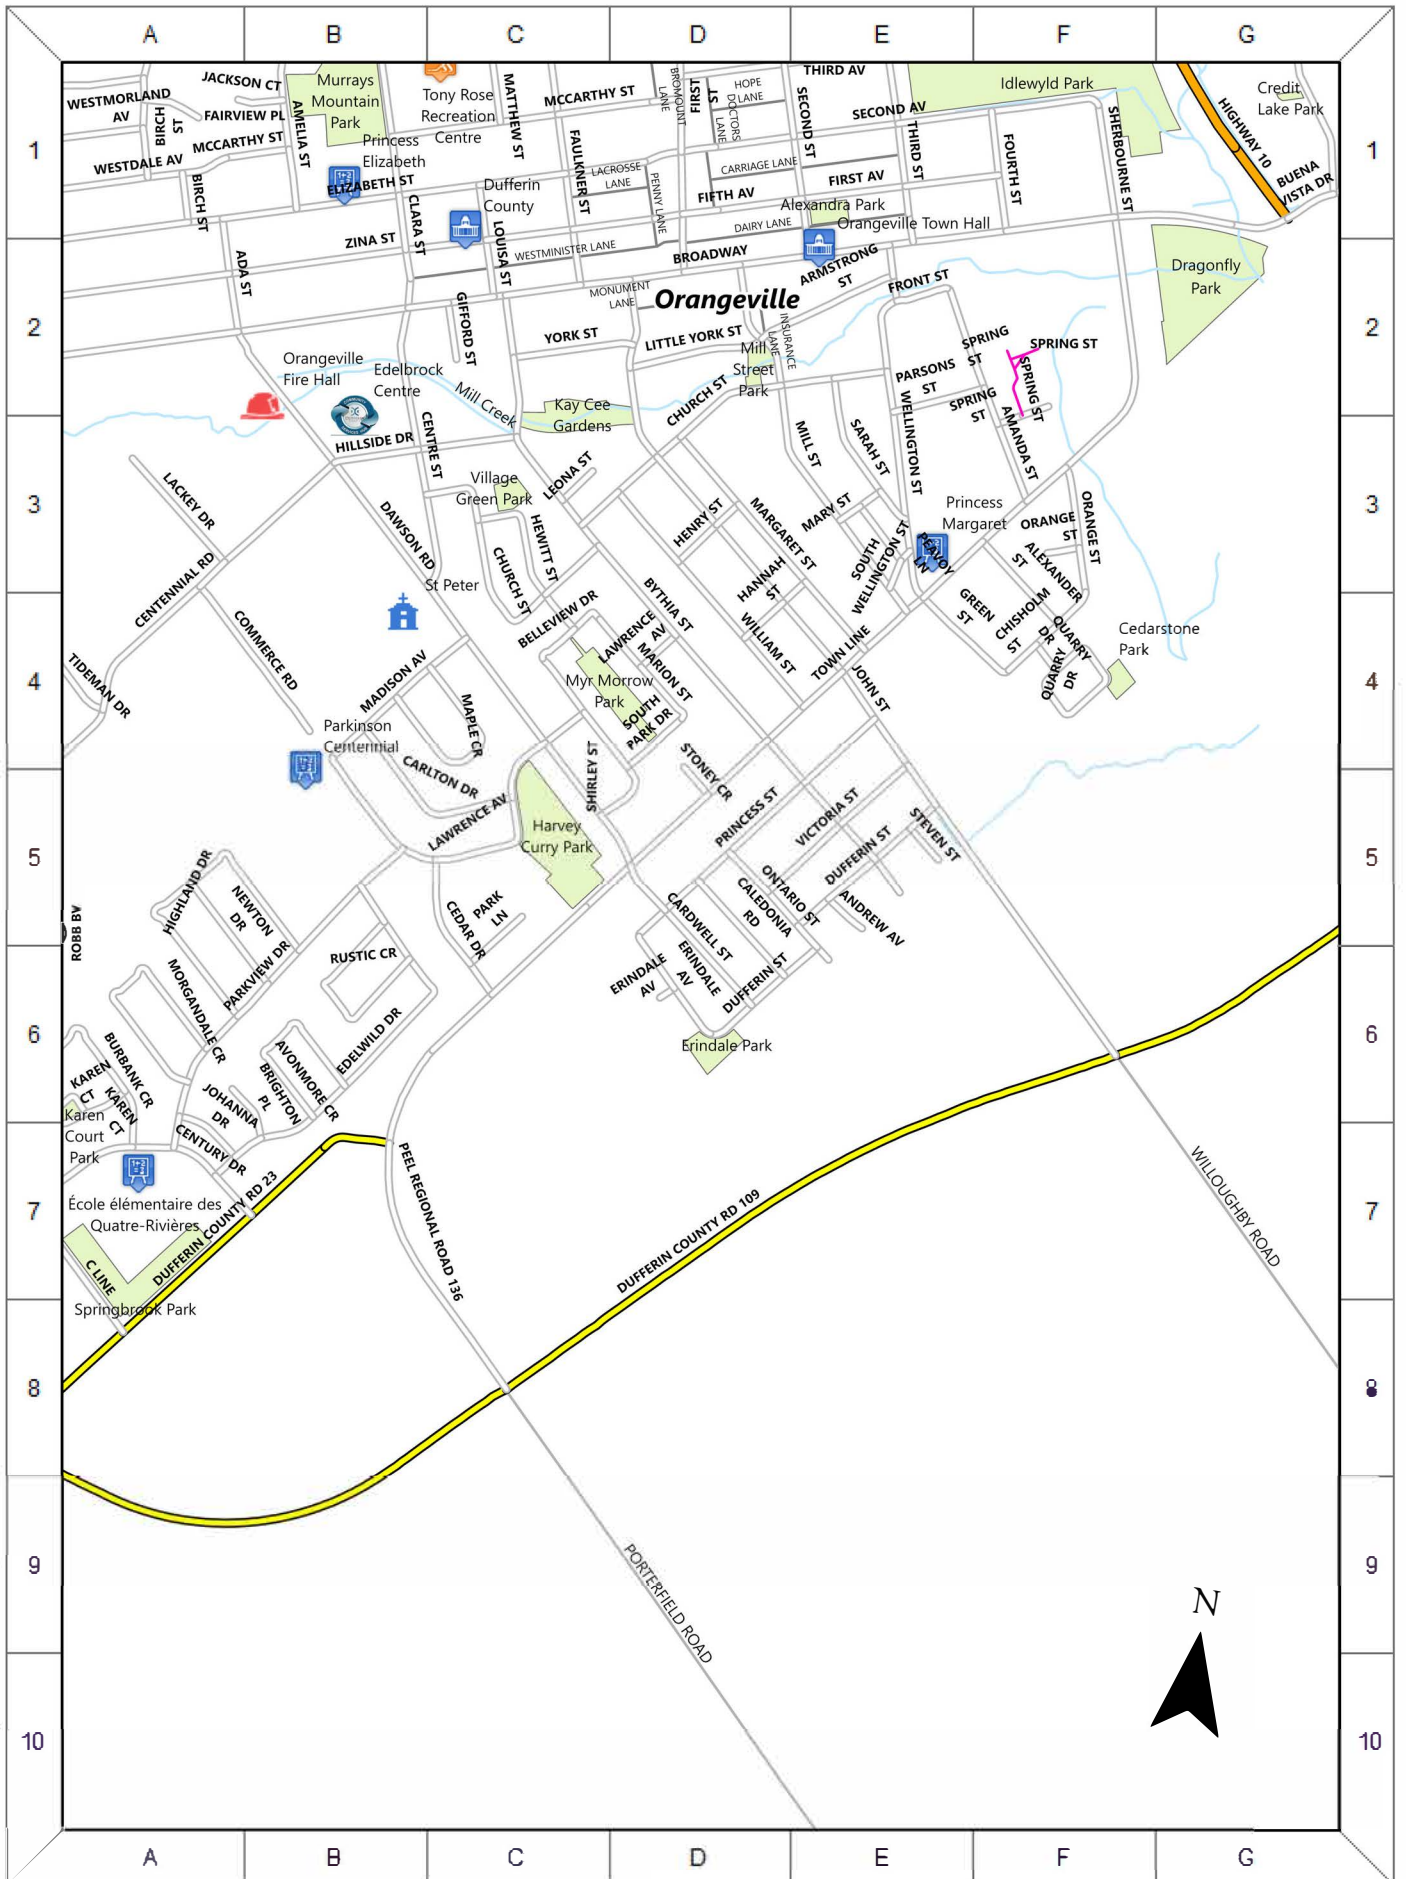 A B C D E F G
1
2
3
4
5
6
7
8
9
10
JACKSON CT
WESTMORLAND
AV
BIRCH
ST
FAIRVIEW PL
MCCARTHY ST
WESTDALE AV
BIRCH ST
AMELIA ST
Murrays
Mountain
Park
Princess
Elizabeth
ELIZABETH ST
Tony Rose
Recreation
Centre
MATTHEW ST
MCCARTHY ST
BROMOUNT
LANE
FIRST
ST
HOPE
LANE
DOCTORS
LANE
THIRD AV
SECOND ST
SECOND AV
THIRD ST
Idlewyld Park
FOURTH ST
SHERBOURNE ST
HIGHWAY 10
Credit
Lake Park
BUENA
VISTA DR
FAULKNER ST
LACROSSE
LANE
PENNY LANE
CARRIAGE LANE
FIFTH AV
FIRST AV
Dufferin
County
CLARA ST
LOUISA ST
ZINA ST
WESTMINISTER LANE
DAIRY LANE
Alexandra Park
Orangeville Town Hall
BROADWAY
ARMSTRONG
ST
FRONT ST
Dragonfly
Park
ADA ST
GIFFORD ST
MONUMENT
LANE
Orangeville
YORK ST
LITTLE YORK ST
INSURANCE
LANE
Mill
Street
Park
SPRING
ST
SPRING ST
SPRING ST
PARSONS
ST
SPRING
ST
AMANDA ST
Orangeville
Fire Hall
Edelbrock
Centre
Mill Creek
Kay Cee
Gardens
CHURCH ST
WELLINGTON ST
HILLSIDE DR
CENTRE ST
MILL ST
SARAH ST
LACKEY DR
Village
Green Park
LEONA ST
HEWITT ST
DAWSON RD
HENRY ST
MARGARET ST
MARY ST
Princess
Margaret
PEAVOY
LN
SOUTH
WELLINGTON ST
ORANGE
ST
ORANGE ST
ALEXANDER
ST
CENTENNIAL RD
St Peter
CHURCH ST
BELLEVIEW DR
BYTHIA ST
HANNAH
ST
WILLIAM ST
GREEN
ST
CHISHOLM
ST
QUARRY
DR
QUARRY
DR
Cedarstone
Park
COMMERCE RD
TIDEMAN DR
LAWRENCE
AV
MARION ST
Myr Morrow
Park
SOUTH
PARK DR
TOWN LINE
JOHN ST
MADISON AV
MAPLE CR
Parkinson
Centennial
CARLTON DR
SHIRLEY ST
STONEY CR
LAWRENCE AV
Harvey
Curry Park
PRINCESS ST
VICTORIA ST
STEVEN ST
DUFFERIN ST
HIGHLAND DR
NEWTON
DR
ROBB BV
CEDAR DR
PARK
LN
CARDWELL ST
CALEDONIA
RD
ONTARIO ST
ANDREW AV
RUSTIC CR
PARKVIEW DR
MORGANDALE CR
ERINDALE
AV
ERINDALE
AV
DUFFERIN ST
Erindale Park
EDELWILD DR
BURBANK CR
KAREN
CT
KAREN
CT
Karen
Court
Park
AVONMORE CR
BRIGHTON
PL
JOHANNA
DR
CENTURY DR
École élémentaire des
Quatre-Rivières
DUFFERIN COUNTY RD 23
PEEL REGIONAL ROAD 136
DUFFERIN COUNTY RD 109
WILLOUGHBY ROAD
C LINE
Springbrook Park
PORTERFIELD ROAD
N
1
2
3
4
5
6
7
8
9
10
A B C D E F G